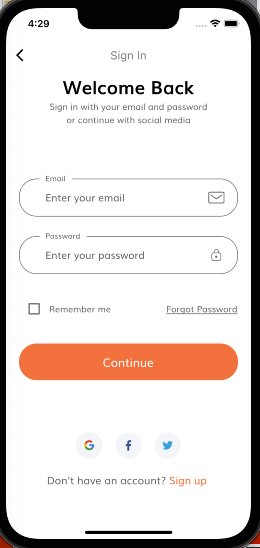 4:29
Sign In
Welcome Back
Sign in with your email and password
or continue with social media
Email
Enter your email
Password
Enter your password
Remember me
Forgot Password
Continue
Don't have an account? Sign up